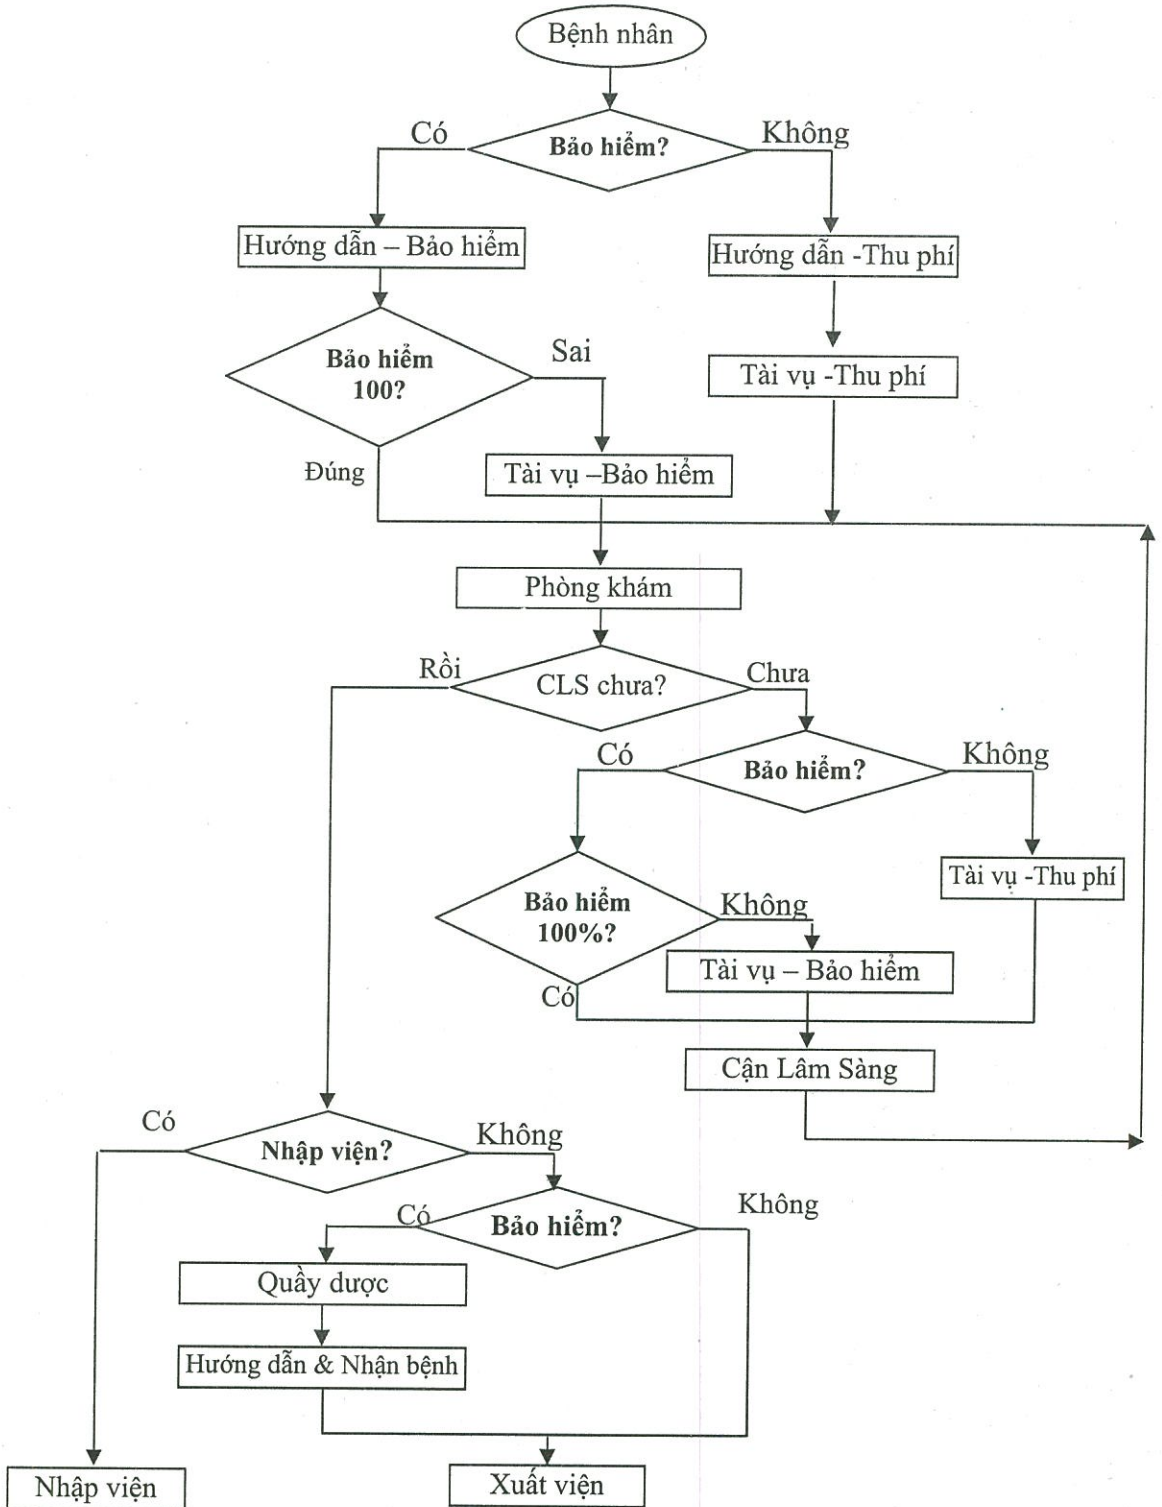 Bệnh nhân
Có
Bảo hiểm?
Không
Hướng dẫn – Bảo hiểm
Hướng dẫn -Thu phí
Bảo hiểm
100?
Sai
Tài vụ -Thu phí
Đúng
Tài vụ –Bảo hiểm
Phòng khám
Rồi
CLS chưa?
Chưa
Có
Bảo hiểm?
Không
Bảo hiểm
100%?
Không
Tài vụ -Thu phí
Tài vụ – Bảo hiểm
Có
Cận Lâm Sàng
Có
Nhập viện?
Không
Có
Bảo hiểm?
Không
Quầy dược
Hướng dẫn & Nhận bệnh
Nhập viện
Xuất viện